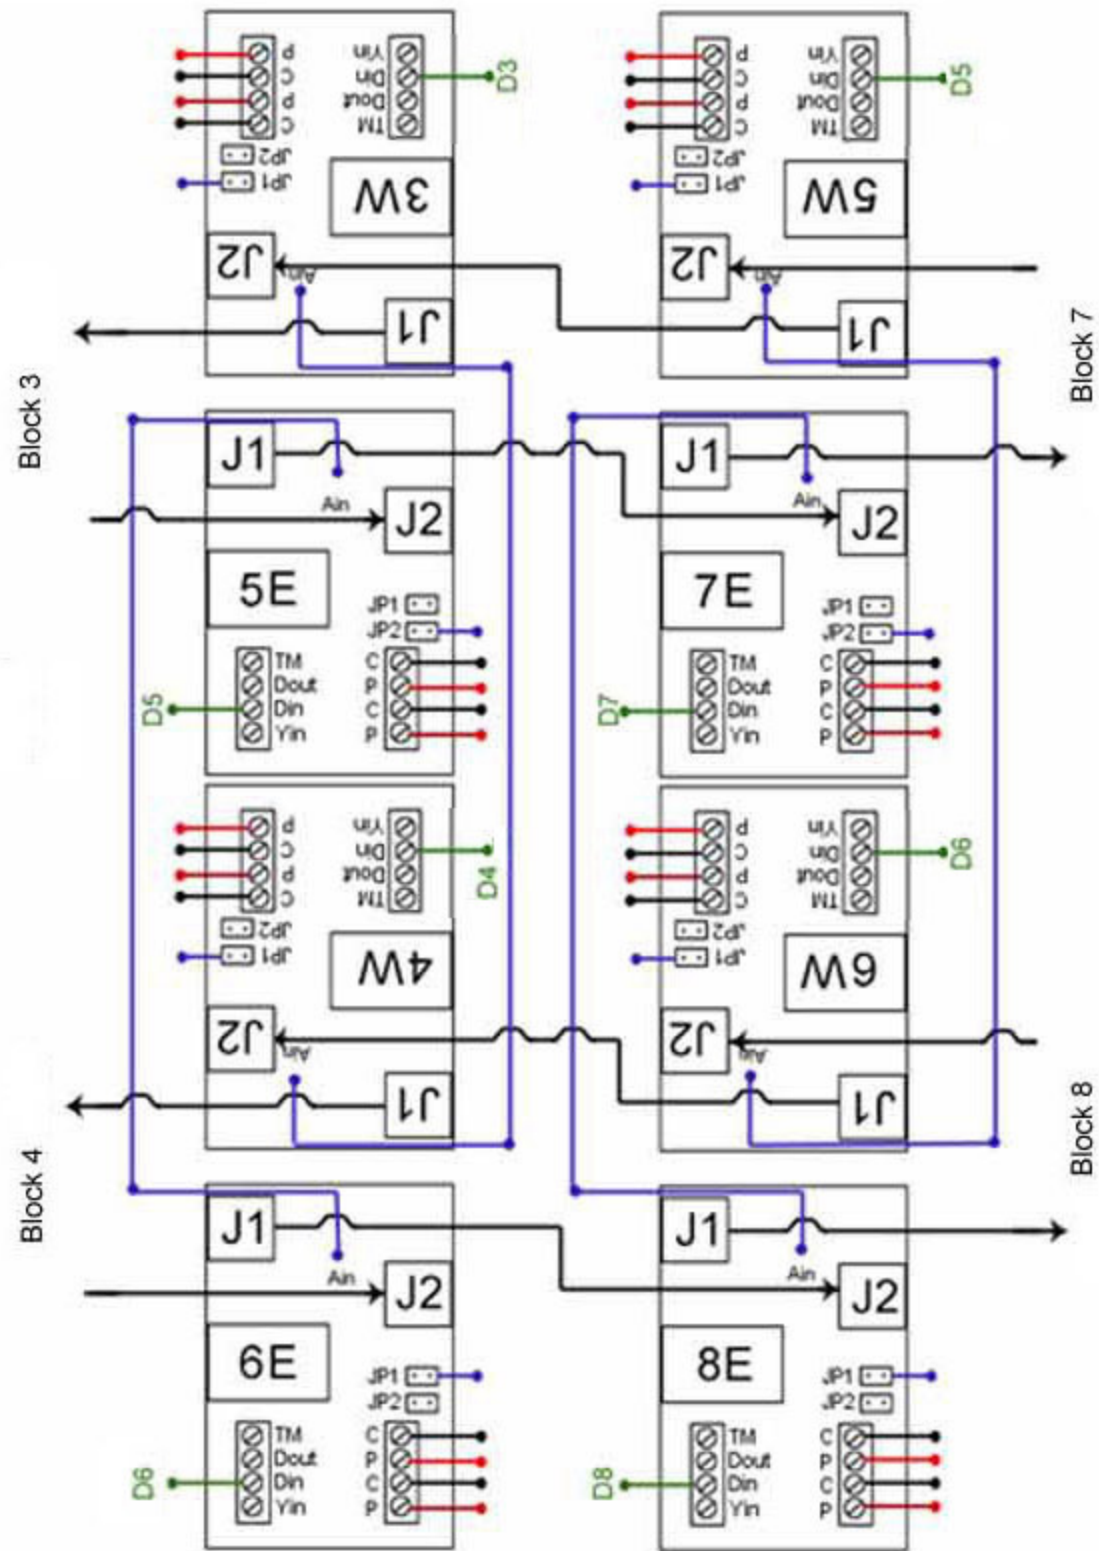 P
C
P
C
Yin
Din
Dout
TM
D3
JP2
JP1
3W
J2
Ain
J1
P
C
P
C
Yin
Din
Dout
TM
D5
JP2
JP1
5W
J2
Ain
J1
Block 3
Block 7
J1
Ain
J2
5E
JP1
JP2
TM
Dout
Din
Yin
C
P
C
P
D5
J1
Ain
J2
7E
JP1
JP2
TM
Dout
Din
Yin
C
P
C
P
D7
P
C
P
C
Yin
Din
Dout
TM
D4
JP2
JP1
4W
J2
Ain
J1
P
C
P
C
Yin
Din
Dout
TM
D6
JP2
JP1
6W
J2
Ain
J1
Block 4
Block 8
J1
Ain
J2
6E
JP1
JP2
TM
Dout
Din
Yin
C
P
C
P
D6
J1
Ain
J2
8E
JP1
JP2
TM
Dout
Din
Yin
C
P
C
P
D8